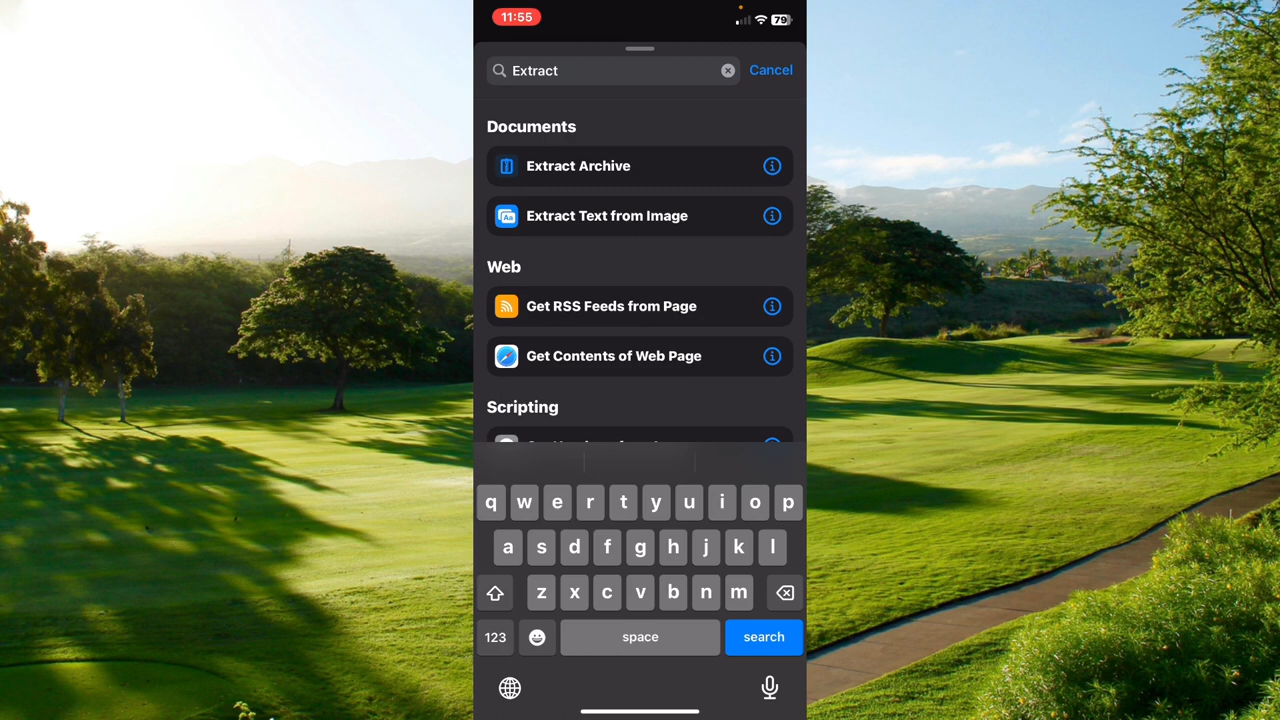 11:55
79
Extract
Cancel
Documents
Extract Archive
Aa Extract Text from Image
Web
Get RSS Feeds from Page
Get Contents of Web Page
Scripting
q w e r t y u i o p
a s d f g h j k l
z x c v b n m
123 space search